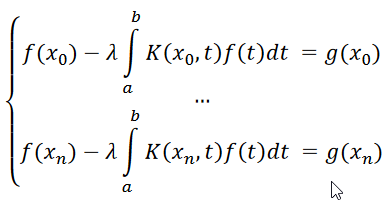 f(x₀) − λ ∫ₐᵇ K(x₀, t)f(t)dt = g(x₀)
...
f(xₙ) − λ ∫ₐᵇ K(xₙ, t)f(t)dt = g(xₙ)